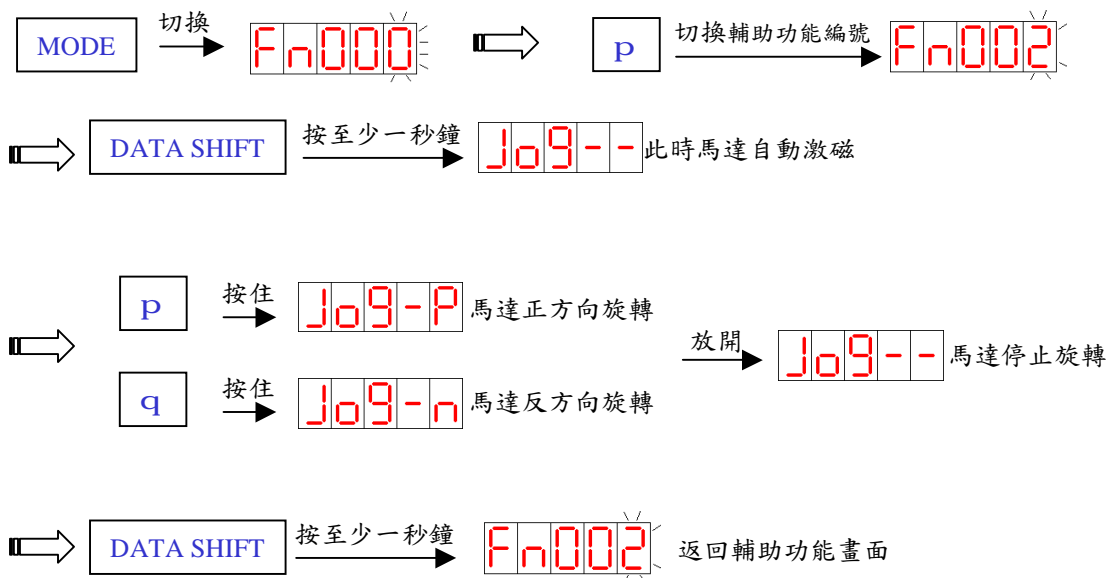 MODE 切換 Fn000 p 切換輔助功能編號 Fn002
DATA SHIFT 按至少一秒鐘 Jog-- 此時馬達自動激磁
p 按住 Jog-P 馬達正方向旋轉
放開 Jog-- 馬達停止旋轉
q 按住 Jog-n 馬達反方向旋轉
DATA SHIFT 按至少一秒鐘 Fn002 返回輔助功能畫面